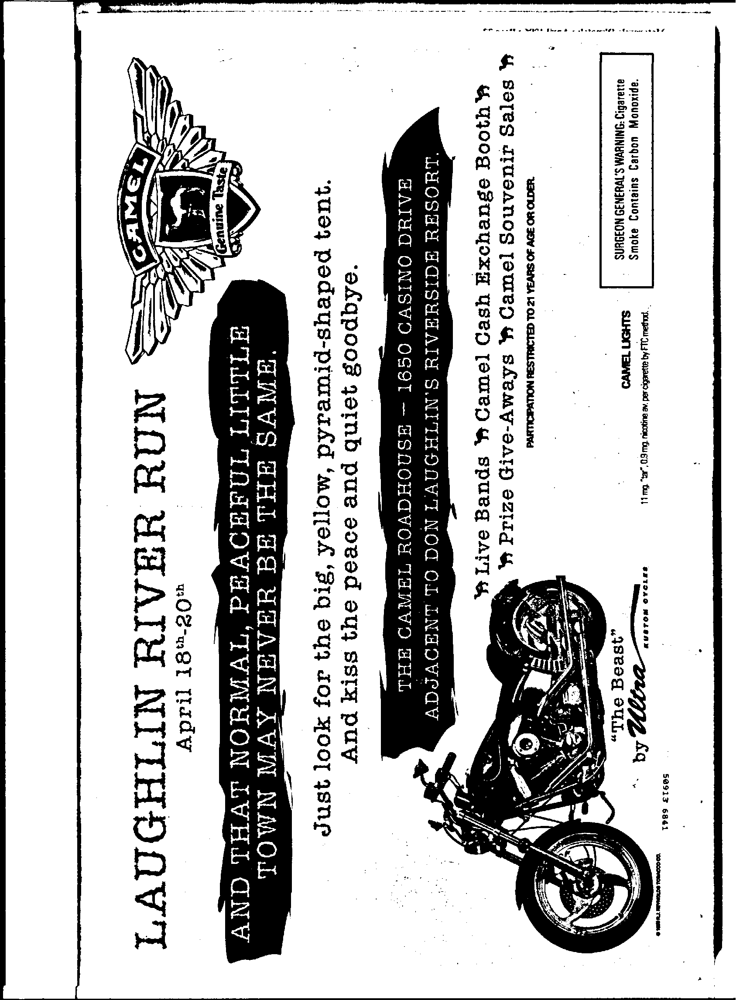 CAMEL
Genuine Taste
LAUGHLIN RIVER RUN
April 18th-20th
AND THAT NORMAL, PEACEFUL LITTLE
TOWN MAY NEVER BE THE SAME.
Just look for the big, yellow, pyramid-shaped tent.
And kiss the peace and quiet goodbye.
THE CAMEL ROADHOUSE — 1650 CASINO DRIVE
ADJACENT TO DON LAUGHLIN'S RIVERSIDE RESORT.
Live Bands Camel Cash Exchange Booth
Prize Give-Aways Camel Souvenir Sales
PARTICIPATION RESTRICTED TO 21 YEARS OF AGE OR OLDER.
"The Beast"
by Ultra
KUSTOM CYCLES
CAMEL LIGHTS
11 mg. "tar", 0.9 mg. nicotine av. per cigarette by FTC method.
SURGEON GENERAL'S WARNING: Cigarette
Smoke Contains Carbon Monoxide.
50913 6841
R.J. REYNOLDS TOBACCO CO.